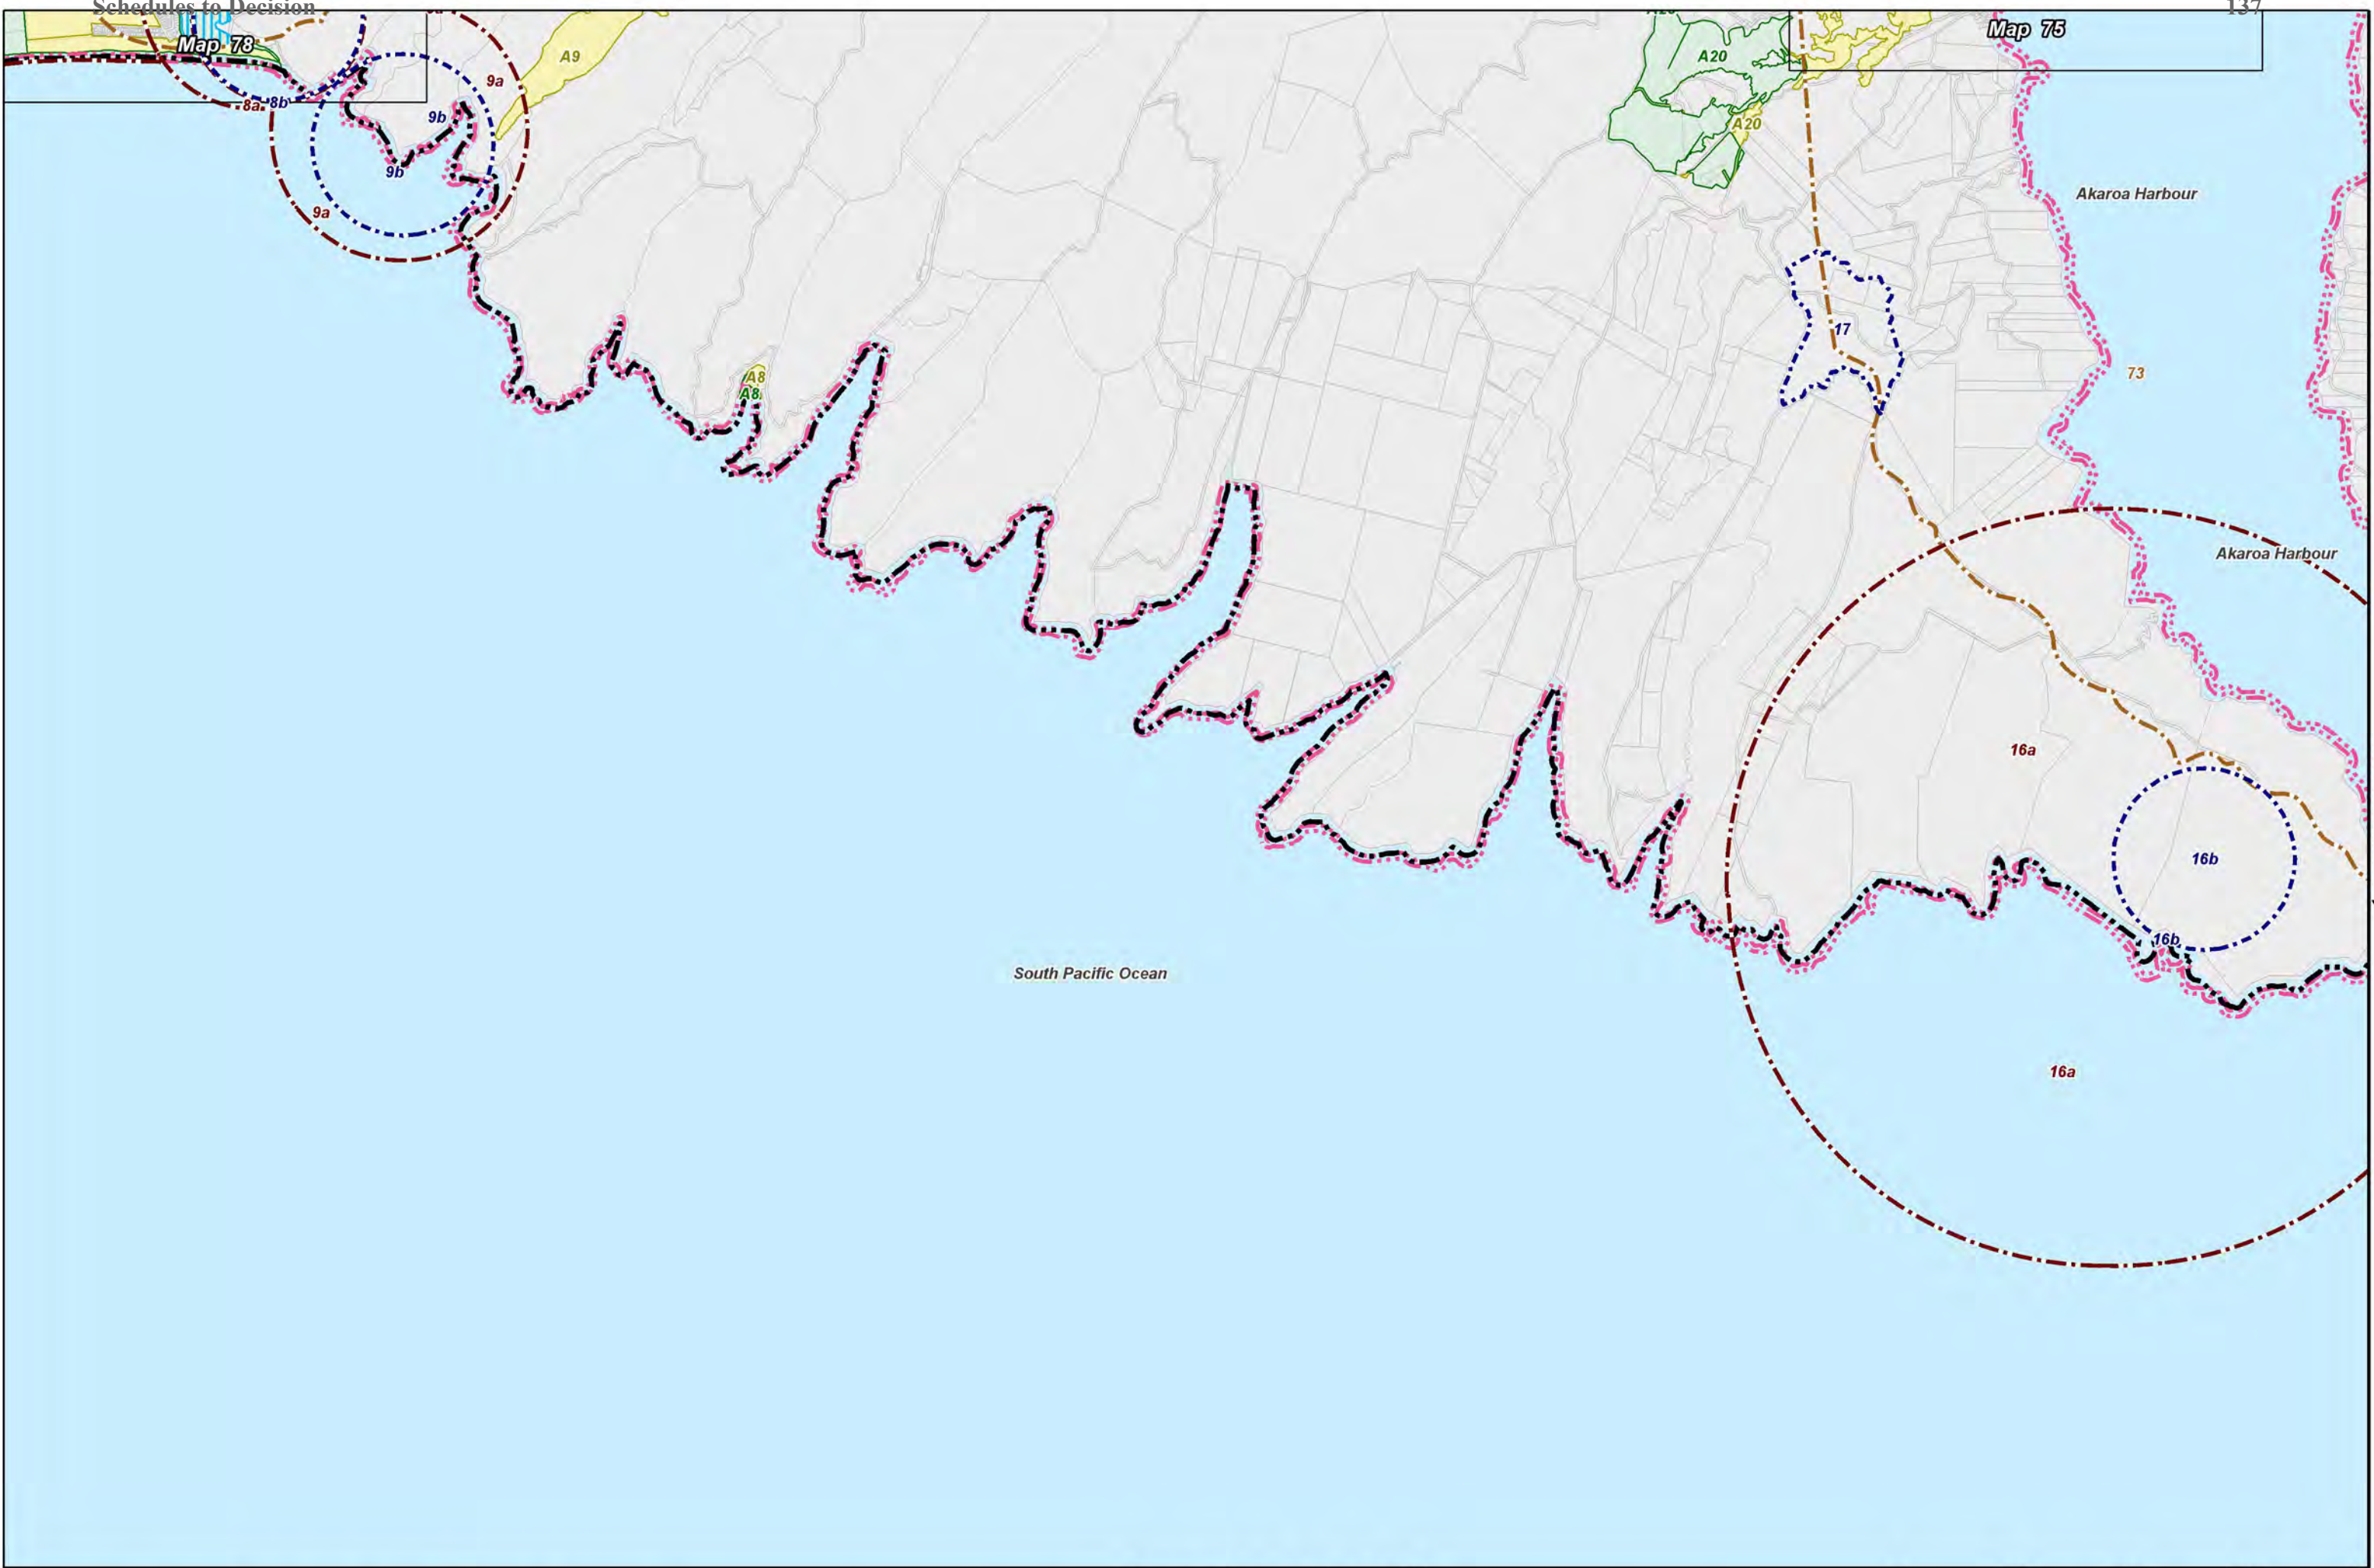 Schedules to Decision
137
Map 78
Map 75
A9
A20
9a
8a
8b
9b
A20
9b
Akaroa Harbour
9a
17
A8
73
A8
Akaroa Harbour
16a
16b
16b
South Pacific Ocean
16a